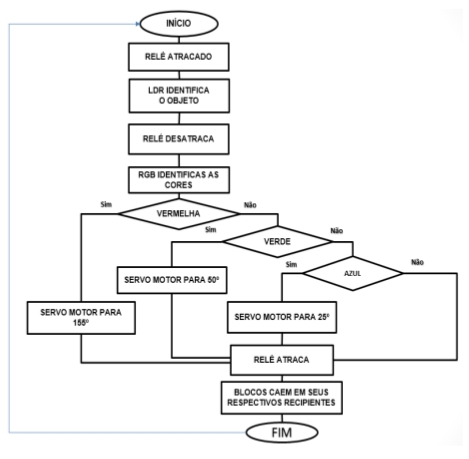 INÍCIO
RELÉ ATRACADO
LDR IDENTIFICA
O OBJETO
RELÉ DESATRACA
RGB IDENTIFICAS AS
CORES
Sim
VERMELHA
Não
Sim
VERDE
Não
Sim
AZUL
Não
SERVO MOTOR PARA 50º
SERVO MOTOR PARA
155º
SERVO MOTOR PARA 25º
RELÉ ATRACA
BLOCOS CAEM EM SEUS
RESPECTIVOS RECIPIENTES
FIM